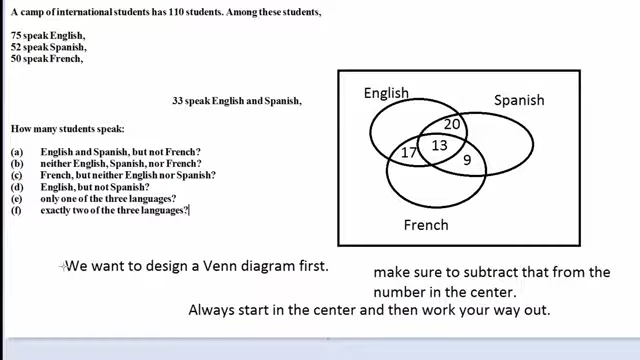 A camp of international students has 110 students. Among these students,
75 speak English,
52 speak Spanish,
50 speak French,
33 speak English and Spanish,
How many students speak:
(a) English and Spanish, but not French?
(b) neither English, Spanish, nor French?
(c) French, but neither English nor Spanish?
(d) English, but not Spanish?
(e) only one of the three languages?
(f) exactly two of the three languages?
English
Spanish
20
13
17
9
French
We want to design a Venn diagram first.
make sure to subtract that from the
number in the center.
Always start in the center and then work your way out.